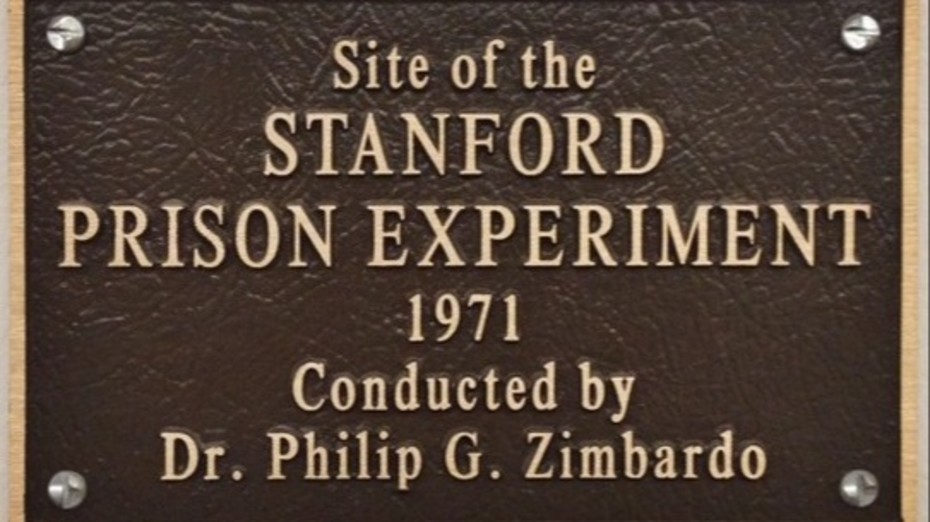 Site of the
STANFORD
PRISON EXPERIMENT
1971
Conducted by
Dr. Philip G. Zimbardo